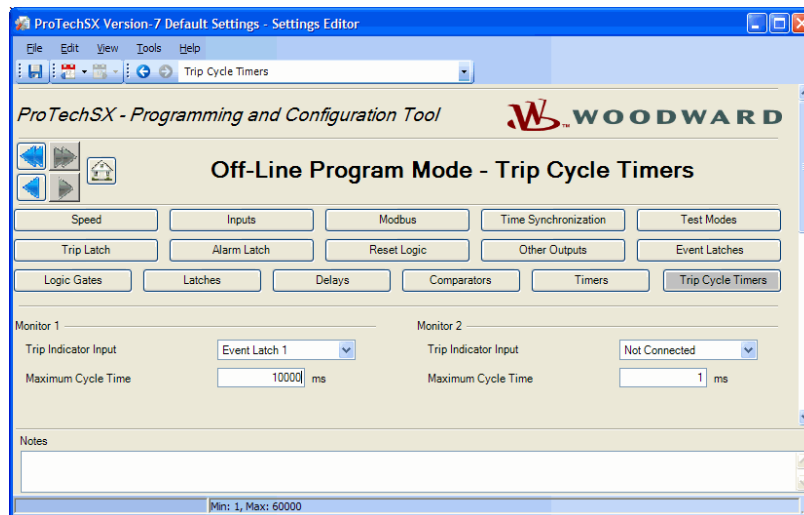 ProTechSX Version-7 Default Settings - Settings Editor
File Edit View Tools Help
Trip Cycle Timers
ProTechSX - Programming and Configuration Tool
WOODWARD
Off-Line Program Mode - Trip Cycle Timers
Speed Inputs Modbus Time Synchronization Test Modes
Trip Latch Alarm Latch Reset Logic Other Outputs Event Latches
Logic Gates Latches Delays Comparators Timers Trip Cycle Timers
Monitor 1 Monitor 2
Trip Indicator Input Event Latch 1 Trip Indicator Input Not Connected
Maximum Cycle Time 10000 ms Maximum Cycle Time 1 ms
Notes
Min: 1, Max: 60000